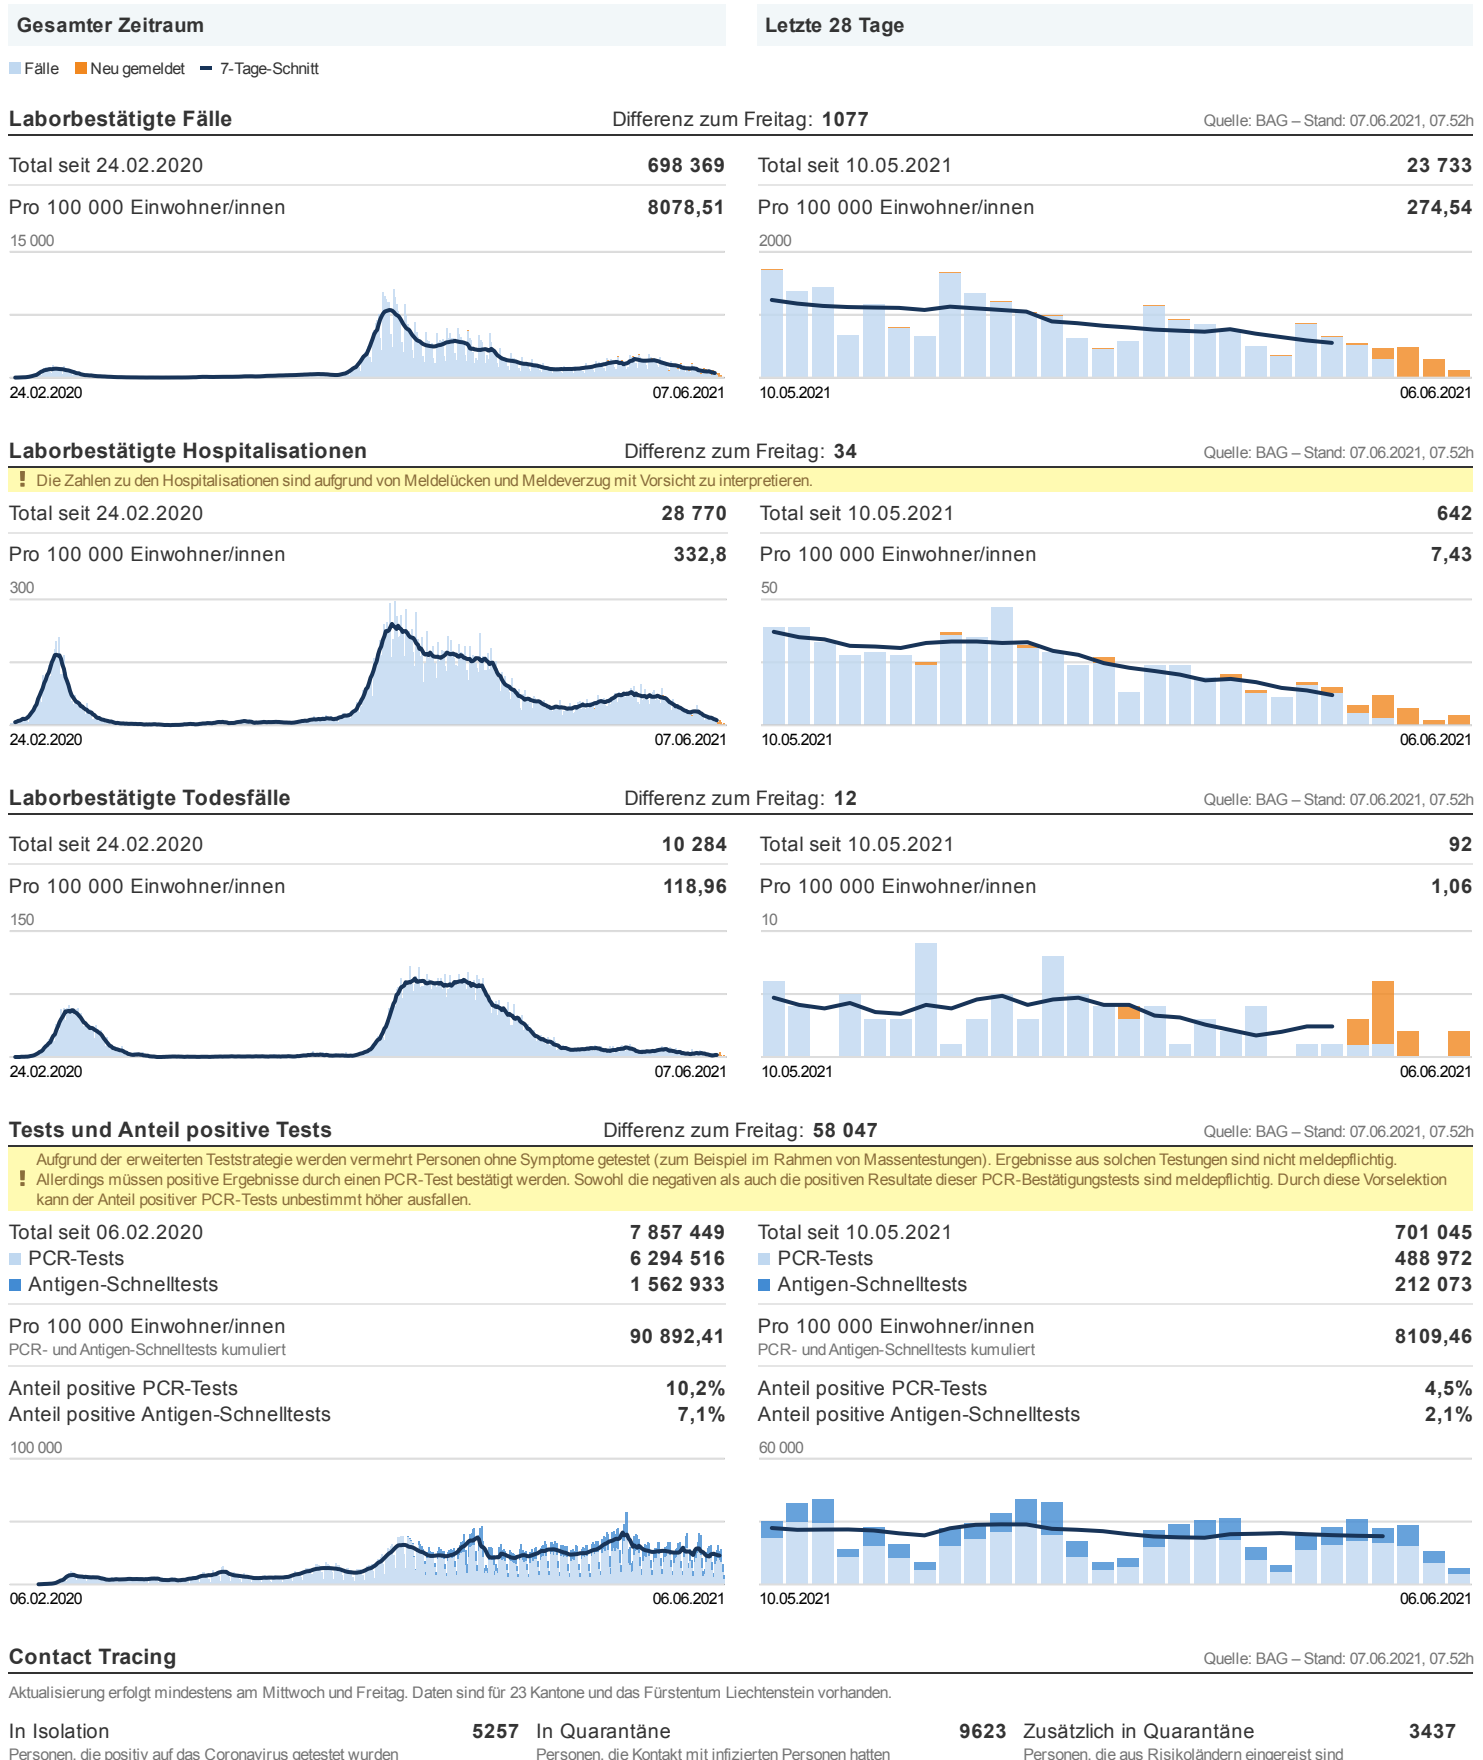 Gesamter Zeitraum
Letzte 28 Tage
Fälle Neu gemeldet 7-Tage-Schnitt
Laborbestätigte Fälle Differenz zum Freitag: 1077 Quelle: BAG – Stand: 07.06.2021, 07.52h
Total seit 24.02.2020 698 369
Pro 100 000 Einwohner/innen 8078,51
15 000
24.02.2020 07.06.2021
Total seit 10.05.2021 23 733
Pro 100 000 Einwohner/innen 274,54
2000
10.05.2021 06.06.2021
Laborbestätigte Hospitalisationen Differenz zum Freitag: 34 Quelle: BAG – Stand: 07.06.2021, 07.52h
! Die Zahlen zu den Hospitalisationen sind aufgrund von Meldelücken und Meldeverzug mit Vorsicht zu interpretieren.
Total seit 24.02.2020 28 770
Pro 100 000 Einwohner/innen 332,8
300
24.02.2020 07.06.2021
Total seit 10.05.2021 642
Pro 100 000 Einwohner/innen 7,43
50
10.05.2021 06.06.2021
Laborbestätigte Todesfälle Differenz zum Freitag: 12 Quelle: BAG – Stand: 07.06.2021, 07.52h
Total seit 24.02.2020 10 284
Pro 100 000 Einwohner/innen 118,96
150
24.02.2020 07.06.2021
Total seit 10.05.2021 92
Pro 100 000 Einwohner/innen 1,06
10
10.05.2021 06.06.2021
Tests und Anteil positive Tests Differenz zum Freitag: 58 047 Quelle: BAG – Stand: 07.06.2021, 07.52h
Aufgrund der erweiterten Teststrategie werden vermehrt Personen ohne Symptome getestet (zum Beispiel im Rahmen von Massentestungen). Ergebnisse aus solchen Testungen sind nicht meldepflichtig.
! Allerdings müssen positive Ergebnisse durch einen PCR-Test bestätigt werden. Sowohl die negativen als auch die positiven Resultate dieser PCR-Bestätigungstests sind meldepflichtig. Durch diese Vorselektion
kann der Anteil positiver PCR-Tests unbestimmt höher ausfallen.
Total seit 06.02.2020 7 857 449
PCR-Tests 6 294 516
Antigen-Schnelltests 1 562 933
Pro 100 000 Einwohner/innen 90 892,41
PCR- und Antigen-Schnelltests kumuliert
Anteil positive PCR-Tests 10,2%
Anteil positive Antigen-Schnelltests 7,1%
100 000
06.02.2020 06.06.2021
Total seit 10.05.2021 701 045
PCR-Tests 488 972
Antigen-Schnelltests 212 073
Pro 100 000 Einwohner/innen 8109,46
PCR- und Antigen-Schnelltests kumuliert
Anteil positive PCR-Tests 4,5%
Anteil positive Antigen-Schnelltests 2,1%
60 000
10.05.2021 06.06.2021
Contact Tracing Quelle: BAG – Stand: 07.06.2021, 07.52h
Aktualisierung erfolgt mindestens am Mittwoch und Freitag. Daten sind für 23 Kantone und das Fürstentum Liechtenstein vorhanden.
In Isolation 5257
Personen, die positiv auf das Coronavirus getestet wurden
In Quarantäne 9623
Personen, die Kontakt mit infizierten Personen hatten
Zusätzlich in Quarantäne 3437
Personen, die aus Risikoländern eingereist sind